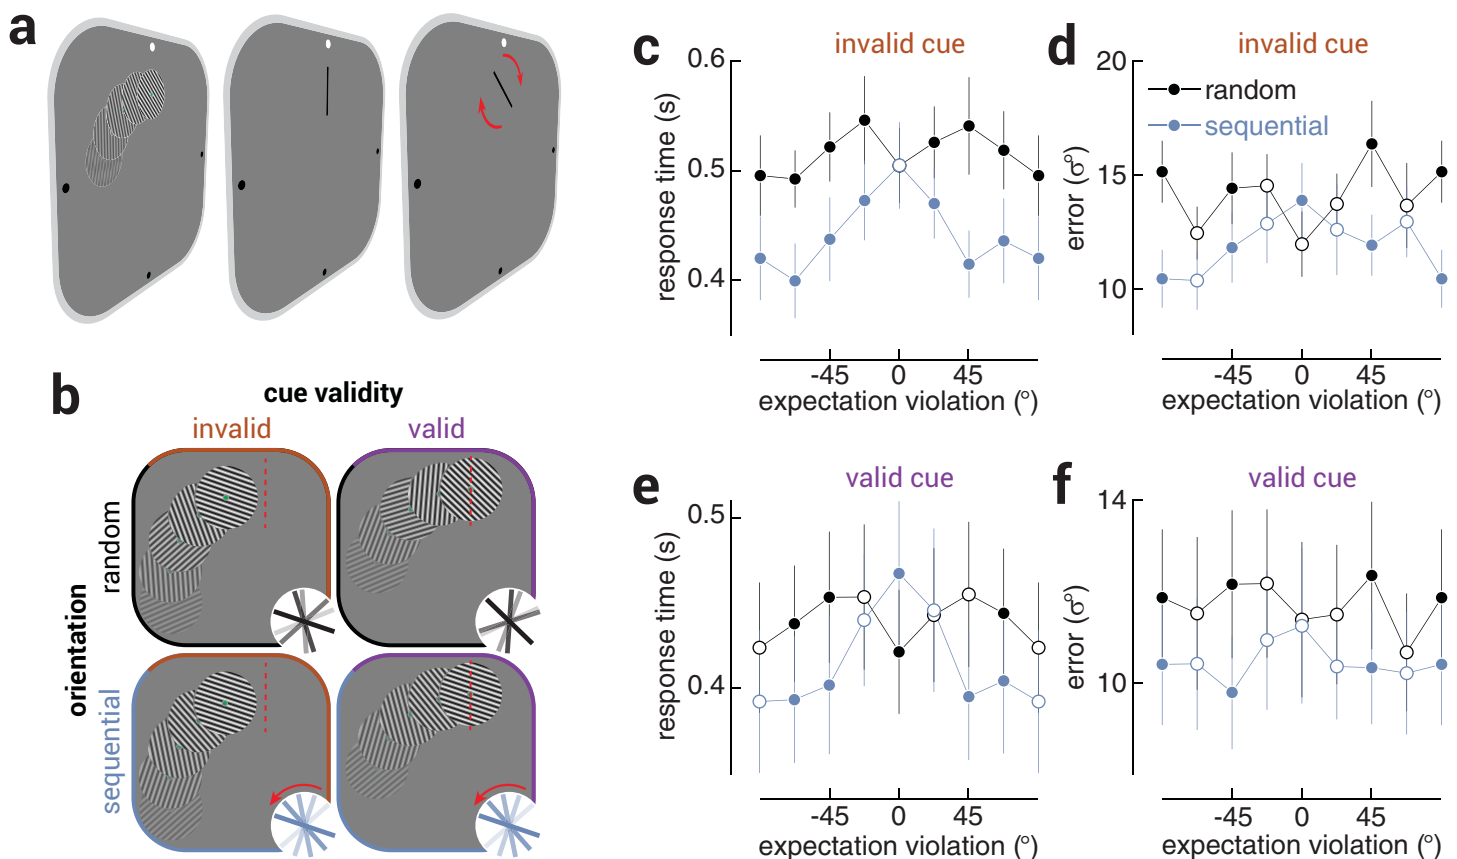 a
b
cue validity
invalid
valid
orientation
random
sequential
c
invalid cue
0.6
0.5
0.4
response time (s)
-45
0
45
expectation violation (°)
d
invalid cue
random
sequential
20
15
10
error (σ°)
-45
0
45
expectation violation (°)
e
valid cue
0.5
0.4
response time (s)
-45
0
45
expectation violation (°)
f
valid cue
14
10
error (σ°)
-45
0
45
expectation violation (°)